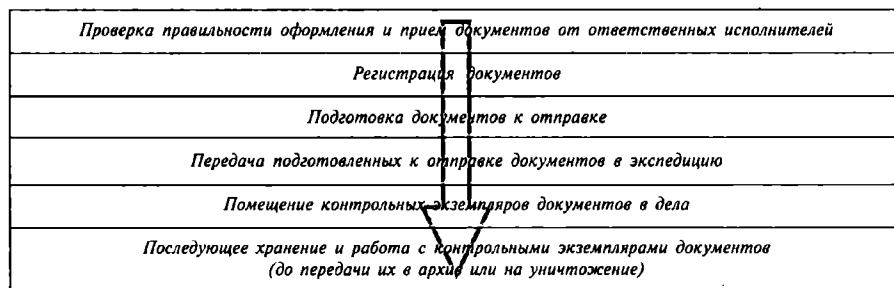 Проверка правильности оформления и прием документов от ответственных исполнителей
Регистрация документов
Подготовка документов к отправке
Передача подготовленных к отправке документов в экспедицию
Помещение контрольных экземпляров документов в дела
Последующее хранение и работа с контрольными экземплярами документов
(до передачи их в архив или на уничтожение)